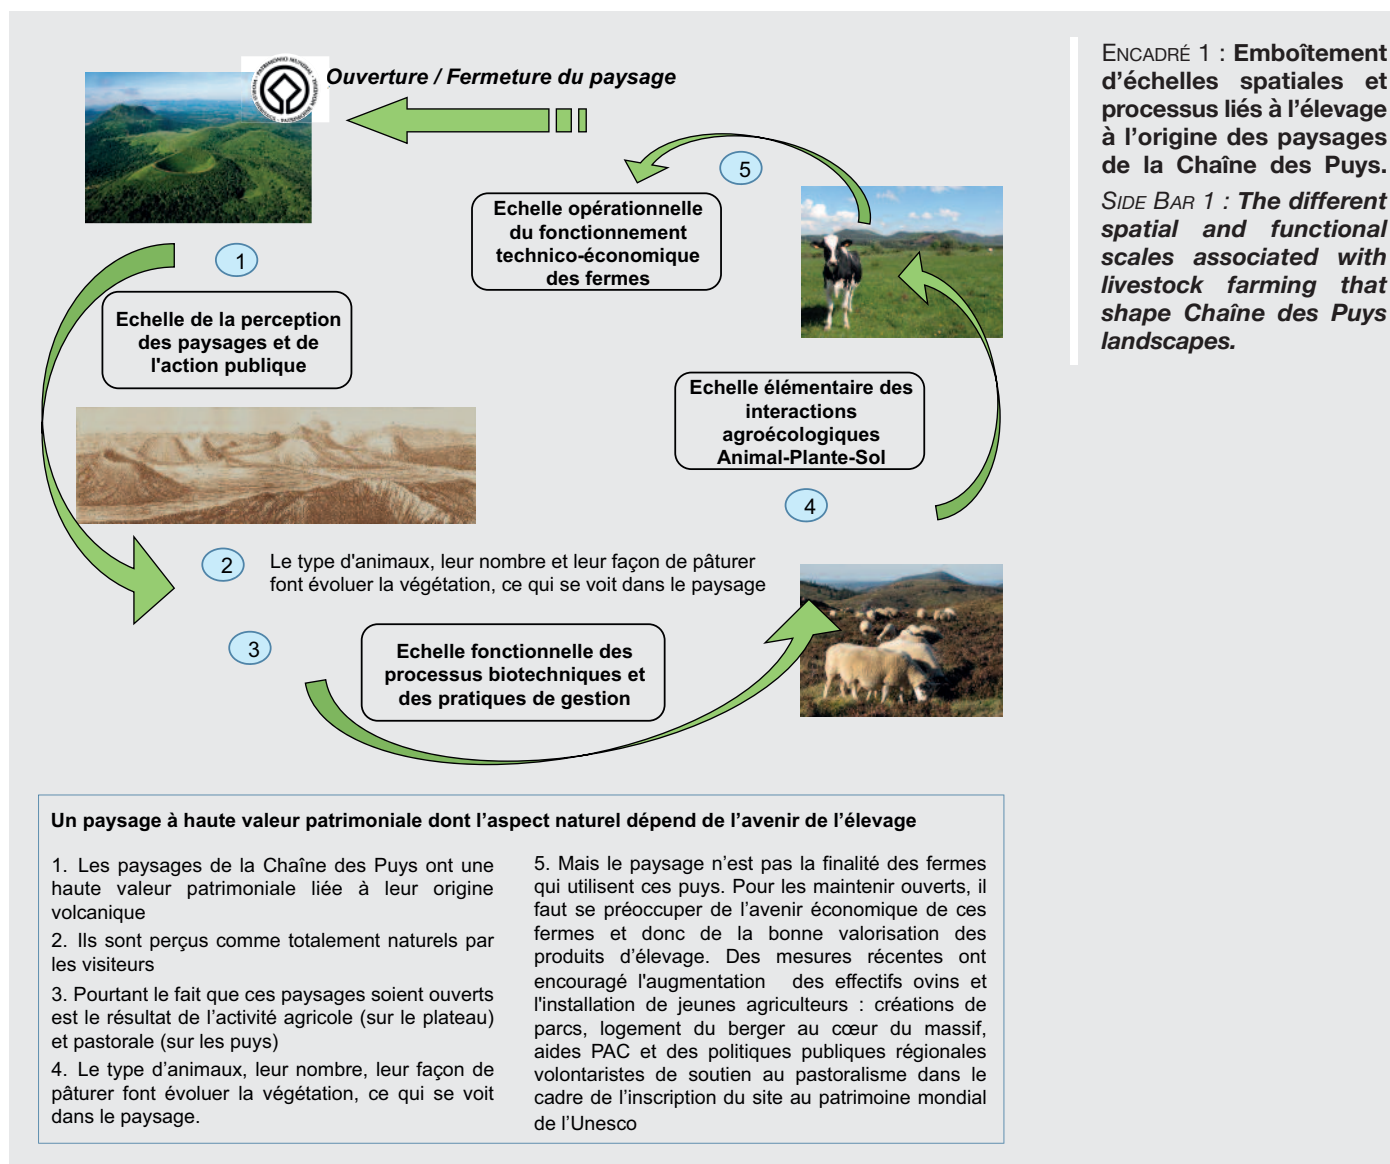 Ouverture / Fermeture du paysage
1
Echelle de la perception
des paysages et de
l'action publique
5
Echelle opérationnelle
du fonctionnement
technico-économique
des fermes
Echelle élémentaire des
interactions
agroécologiques
Animal-Plante-Sol
4
2
Le type d'animaux, leur nombre et leur façon de pâturer
font évoluer la végétation, ce qui se voit dans le paysage
3
Echelle fonctionnelle des
processus biotechniques et
des pratiques de gestion
Un paysage à haute valeur patrimoniale dont l’aspect naturel dépend de l’avenir de l’élevage
1. Les paysages de la Chaîne des Puys ont une
haute valeur patrimoniale liée à leur origine
volcanique
2. Ils sont perçus comme totalement naturels par
les visiteurs
3. Pourtant le fait que ces paysages soient ouverts
est le résultat de l’activité agricole (sur le plateau)
et pastorale (sur les puys)
4. Le type d’animaux, leur nombre, leur façon de
pâturer font évoluer la végétation, ce qui se voit
dans le paysage.
5. Mais le paysage n’est pas la finalité des fermes
qui utilisent ces puys. Pour les maintenir ouverts, il
faut se préoccuper de l’avenir économique de ces
fermes et donc de la bonne valorisation des
produits d’élevage. Des mesures récentes ont
encouragé l'augmentation des effectifs ovins et
l'installation de jeunes agriculteurs : créations de
parcs, logement du berger au cœur du massif,
aides PAC et des politiques publiques régionales
volontaristes de soutien au pastoralisme dans le
cadre de l’inscription du site au patrimoine mondial
de l’Unesco
ENCADRÉ 1 : Emboîtement
d’échelles spatiales et
processus liés à l’élevage
à l’origine des paysages
de la Chaîne des Puys.
SIDE BAR 1 : The different
spatial and functional
scales associated with
livestock farming that
shape Chaîne des Puys
landscapes.